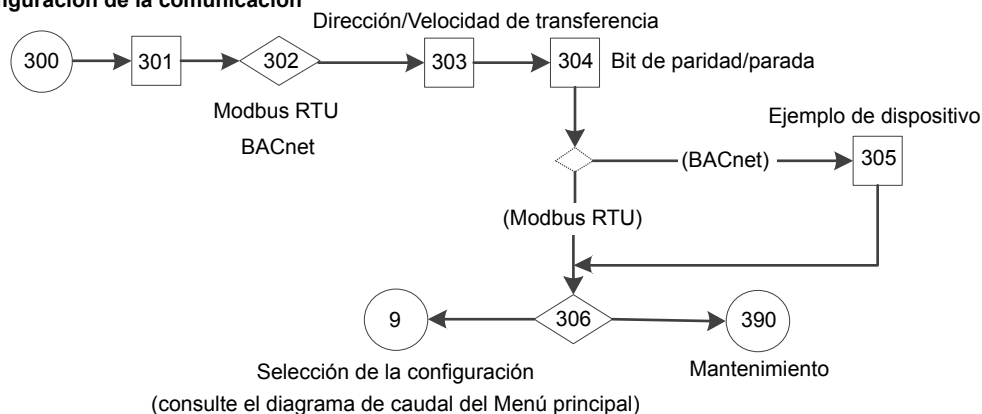 guración de la comunicación
Dirección/Velocidad de transferencia
300
301
302
303
304
Bit de paridad/parada
Modbus RTU
BACnet
Ejemplo de dispositivo
(BACnet)
305
(Modbus RTU)
9
306
390
Selección de la configuración
Mantenimiento
(consulte el diagrama de caudal del Menú principal)